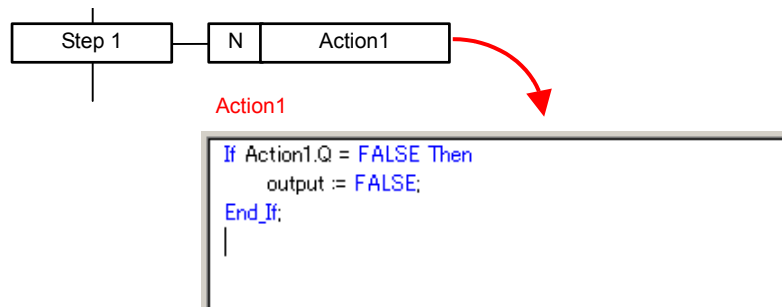 Step 1 N Action1
Action1
If Action1.Q = FALSE Then
output := FALSE;
End_If;